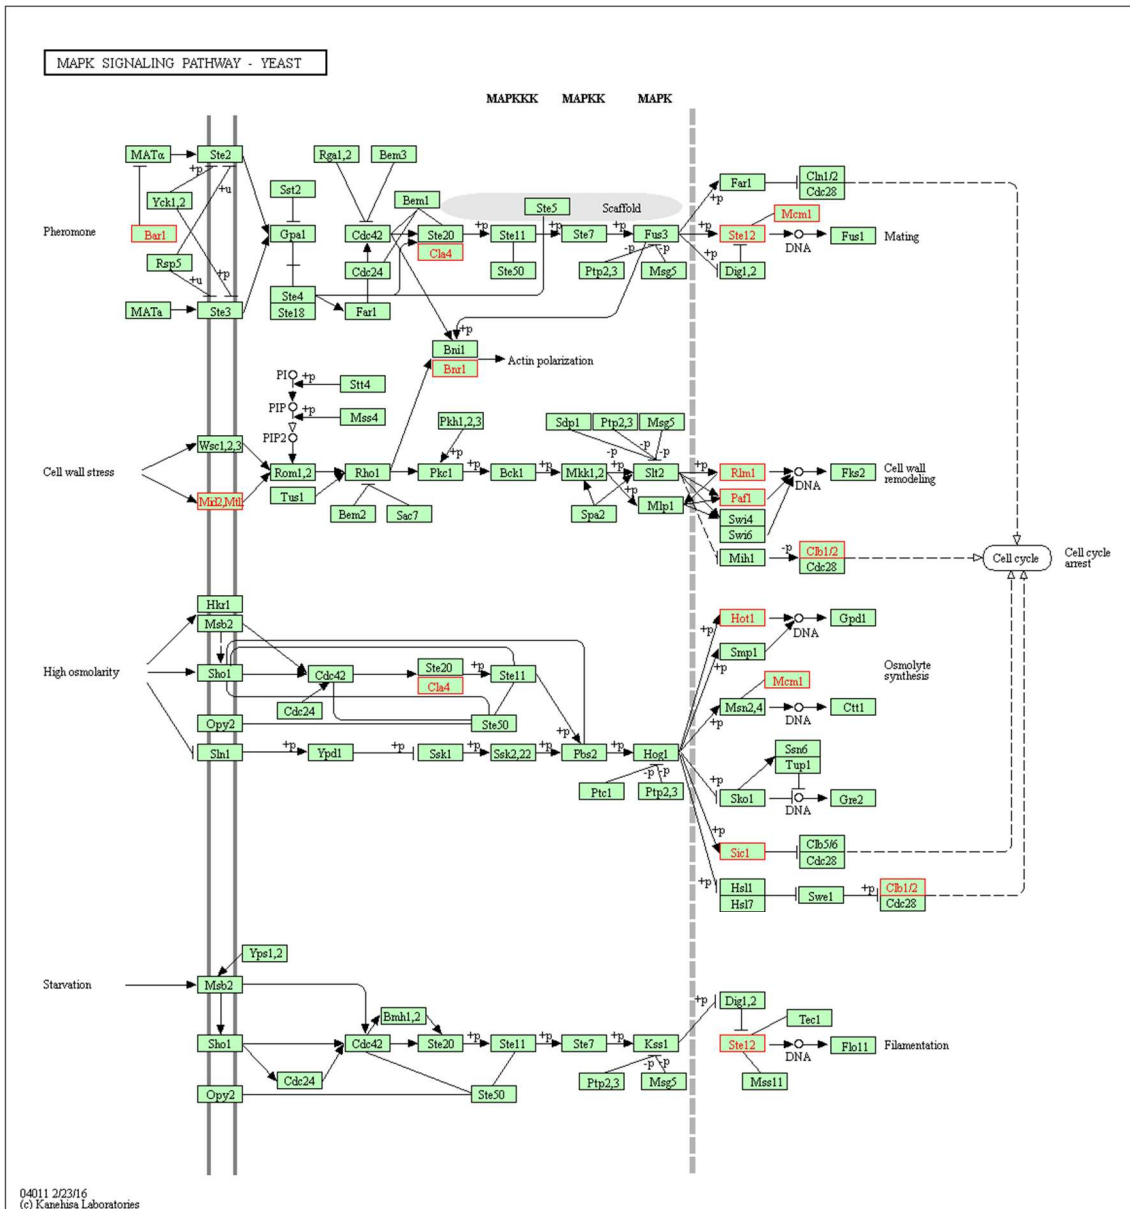 MAPK SIGNALING PATHWAY - YEAST
MAPKKK MAPKK MAPK
Pheromone
MATα
Ste2
+p
+u
Yck1,2
Bar1
Rsp5
+u
+p
MATa
Ste3
Sst2
Gpa1
Ste4
Ste18
Rga1,2
Bem3
Cdc42
Cdc24
Far1
Bem1
+p
Ste20
Cla4
+p
Ste5
Scaffold
Ste11
+p
Ste50
Ste7
+p
Fus3
-p
-p
Ptp2,3
Msg5
+p
+p
+p
Far1
Cln1/2
Cdc28
Mcm1
Ste12
DNA
Fus1
Mating
Dig1,2
+p
Bni1
Bnr1
Actin polarization
PI
+p
Stt4
PIP
+p
Mss4
PIP2
Cell wall stress
Wsc1,2,3
Mid2,Mtl1
Rom1,2
Tus1
Rho1
Bem2
Sac7
Pkh1,2,3
+p
Pkc1
+p
Bck1
+p
Mkk1,2
+p
+p
Spa2
Sdp1
Ptp2,3
Msg5
-p
-p
Slt2
Mlp1
+p
+p
Rlm1
DNA
Fks2
Cell wall
remodeling
Paf1
Swi4
Swi6
Mih1
-p
Clb1/2
Cdc28
Cell cycle
Cell cycle
arrest
High osmolarity
Hkr1
Msb2
Sho1
Opy2
Sln1
Cdc42
Cdc24
Ste20
Cla4
+p
Ste11
Ste50
+p
Ypd1
+p
Ssk1
+p
Ssk2,22
+p
+p
Pbs2
+p
Hog1
-p
-p
Ptc1
Ptp2,3
+p
+p
+p
+p
+p
+p
Hot1
DNA
Gpd1
Smp1
Osmolyte
synthesis
Mcm1
Msn2,4
DNA
Ctt1
Ssn6
Tup1
Sko1
DNA
Gre2
Sic1
Clb5/6
Cdc28
Hsl1
Hsl7
Swe1
+p
Clb1/2
Cdc28
Starvation
Yps1,2
Msb2
Sho1
Opy2
Cdc24
Cdc42
Bmh1,2
Ste20
+p
Ste11
Ste50
+p
Ste7
+p
Kss1
-p
-p
Ptp2,3
Msg5
+p
Dig1,2
Tec1
Ste12
DNA
Flo11
Filamentation
Mss11
04011 2/23/16
(c) Kanehisa Laboratories